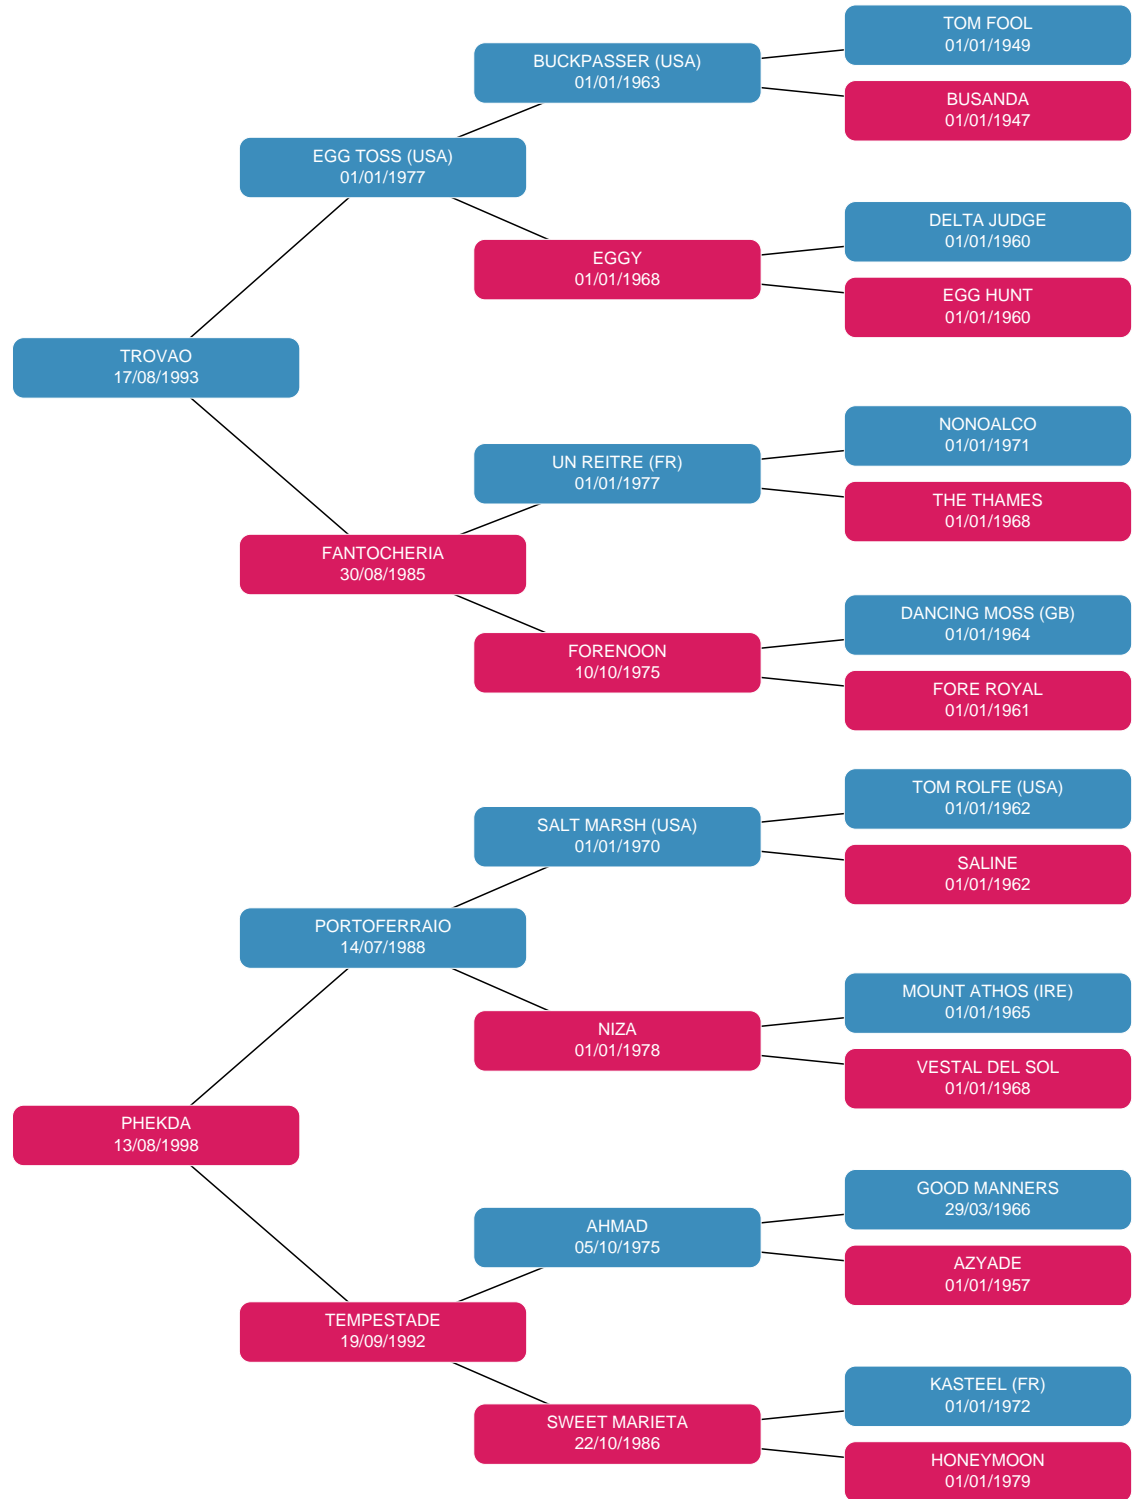 TOM FOOL
01/01/1949
BUCKPASSER (USA)
01/01/1963
BUSANDA
01/01/1947
EGG TOSS (USA)
01/01/1977
DELTA JUDGE
01/01/1960
EGGY
01/01/1968
EGG HUNT
01/01/1960
TROVAO
17/08/1993
NONOALCO
01/01/1971
UN REITRE (FR)
01/01/1977
THE THAMES
01/01/1968
FANTOCHERIA
30/08/1985
DANCING MOSS (GB)
01/01/1964
FORENOON
10/10/1975
FORE ROYAL
01/01/1961
TOM ROLFE (USA)
01/01/1962
SALT MARSH (USA)
01/01/1970
SALINE
01/01/1962
PORTOFERRAIO
14/07/1988
MOUNT ATHOS (IRE)
01/01/1965
NIZA
01/01/1978
VESTAL DEL SOL
01/01/1968
PHEKDA
13/08/1998
GOOD MANNERS
29/03/1966
AHMAD
05/10/1975
AZYADE
01/01/1957
TEMPESTADE
19/09/1992
KASTEEL (FR)
01/01/1972
SWEET MARIETA
22/10/1986
HONEYMOON
01/01/1979